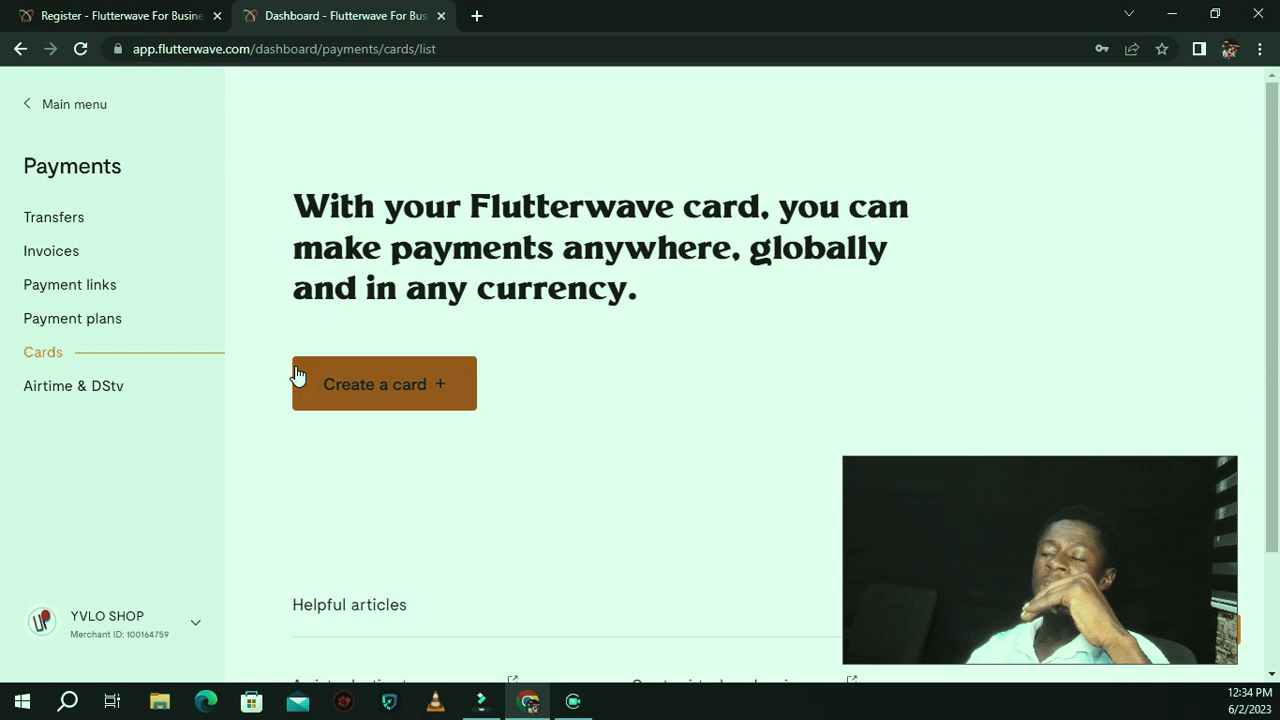 Register - Flutterwave For Busine
Dashboard - Flutterwave For Bus
app.flutterwave.com/dashboard/payments/cards/list
Main menu
Payments
Transfers
Invoices
Payment links
Payment plans
Cards
Airtime & DStv
YVLO SHOP
Merchant ID: 100164759
With your Flutterwave card, you can
make payments anywhere, globally
and in any currency.
Create a card +
Helpful articles
12:34 PM
6/2/2023